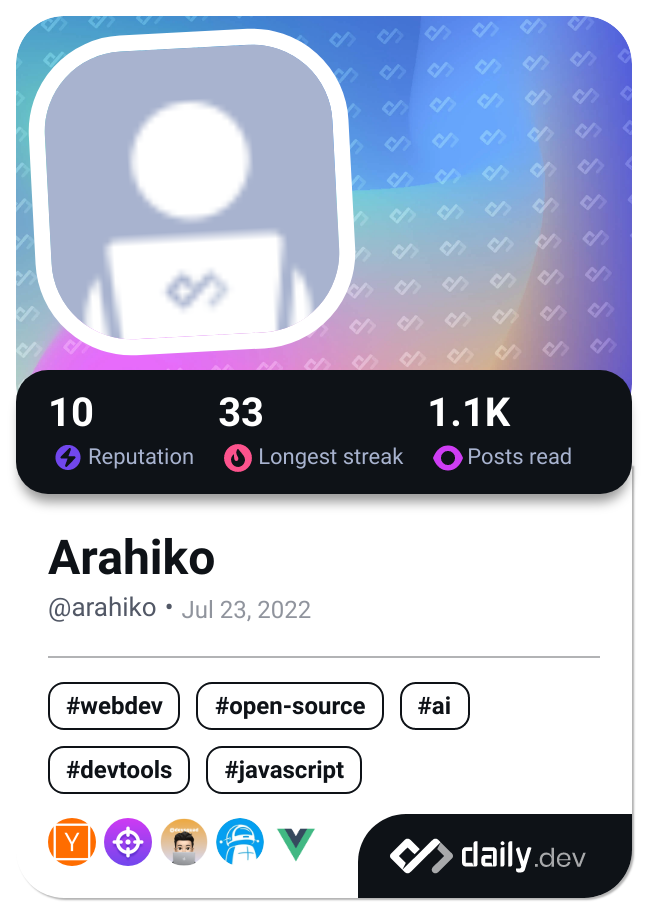 10 33 1.1K
Reputation Longest streak Posts read
Arahiko
@arahiko • Jul 23, 2022
#webdev #open-source #ai
#devtools #javascript
Y
daily.dev